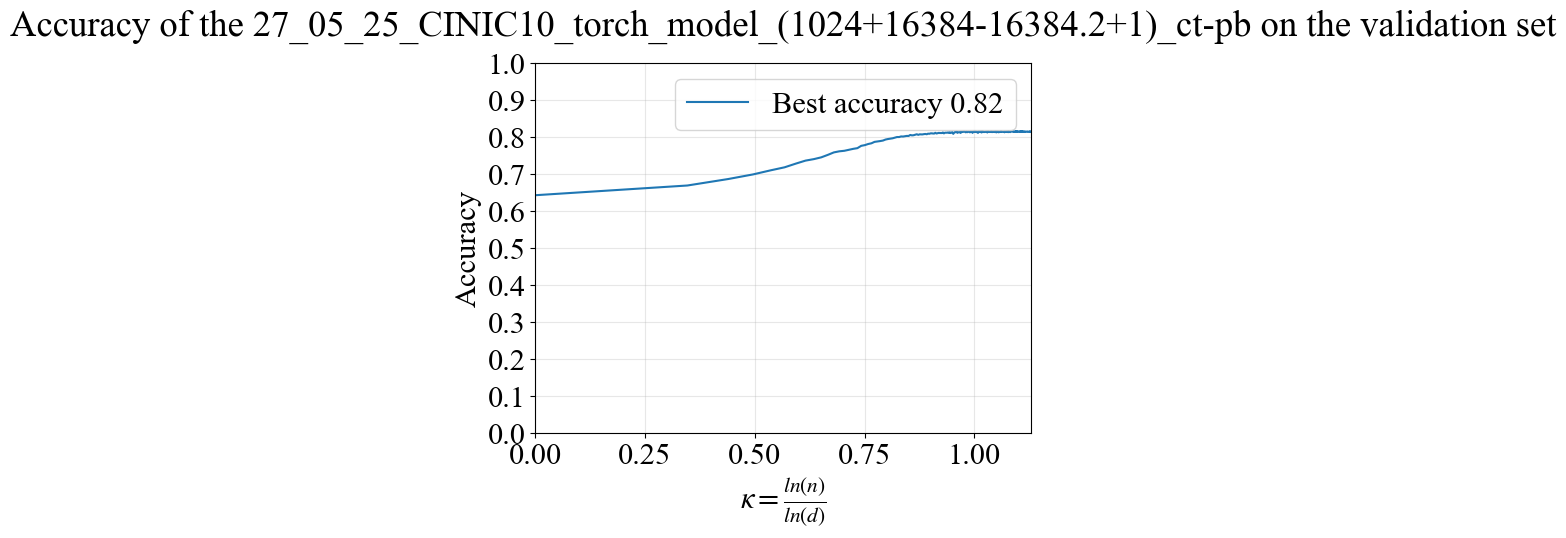 Accuracy of the 27_05_25_CINIC10_torch_model_(1024+16384-16384.2+1)_ct-pb on the validation set
Best accuracy 0.82
Accuracy
1.0
0.9
0.8
0.7
0.6
0.5
0.4
0.3
0.2
0.1
0.0
0.00 0.25 0.50 0.75 1.00
κ = ln(n) / ln(d)